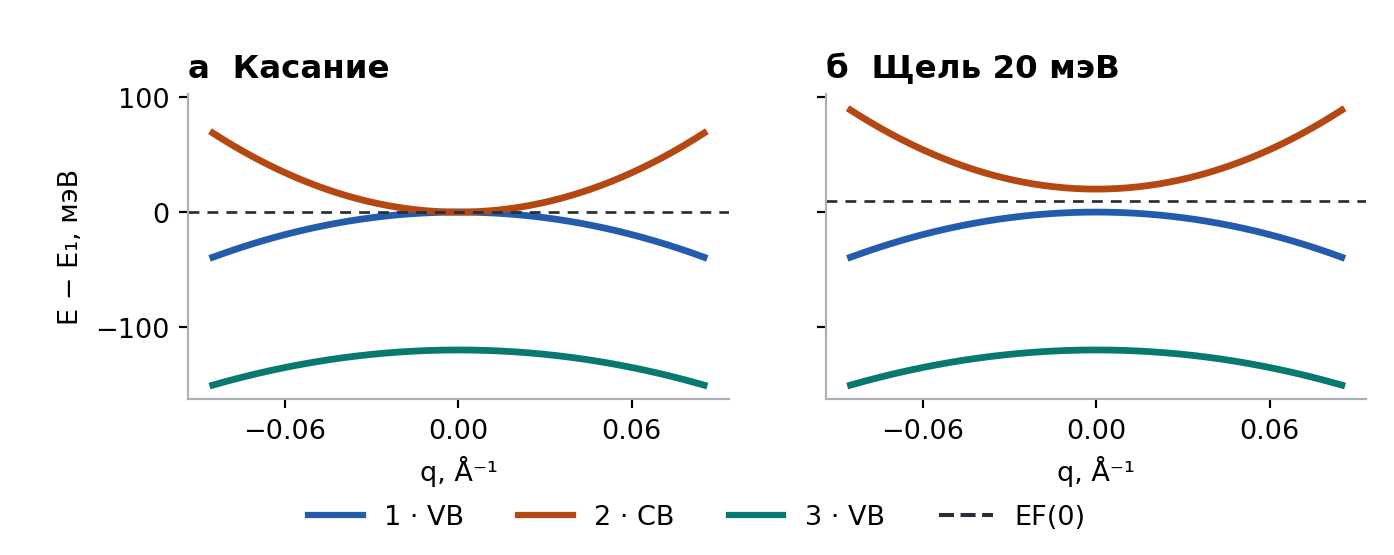 а Касание
б Щель 20 мэВ
100
0
−100
E − E₁, мэВ
−0.06 0.00 0.06
−0.06 0.00 0.06
q, Å⁻¹
q, Å⁻¹
1 · VB 2 · CB 3 · VB EF(0)